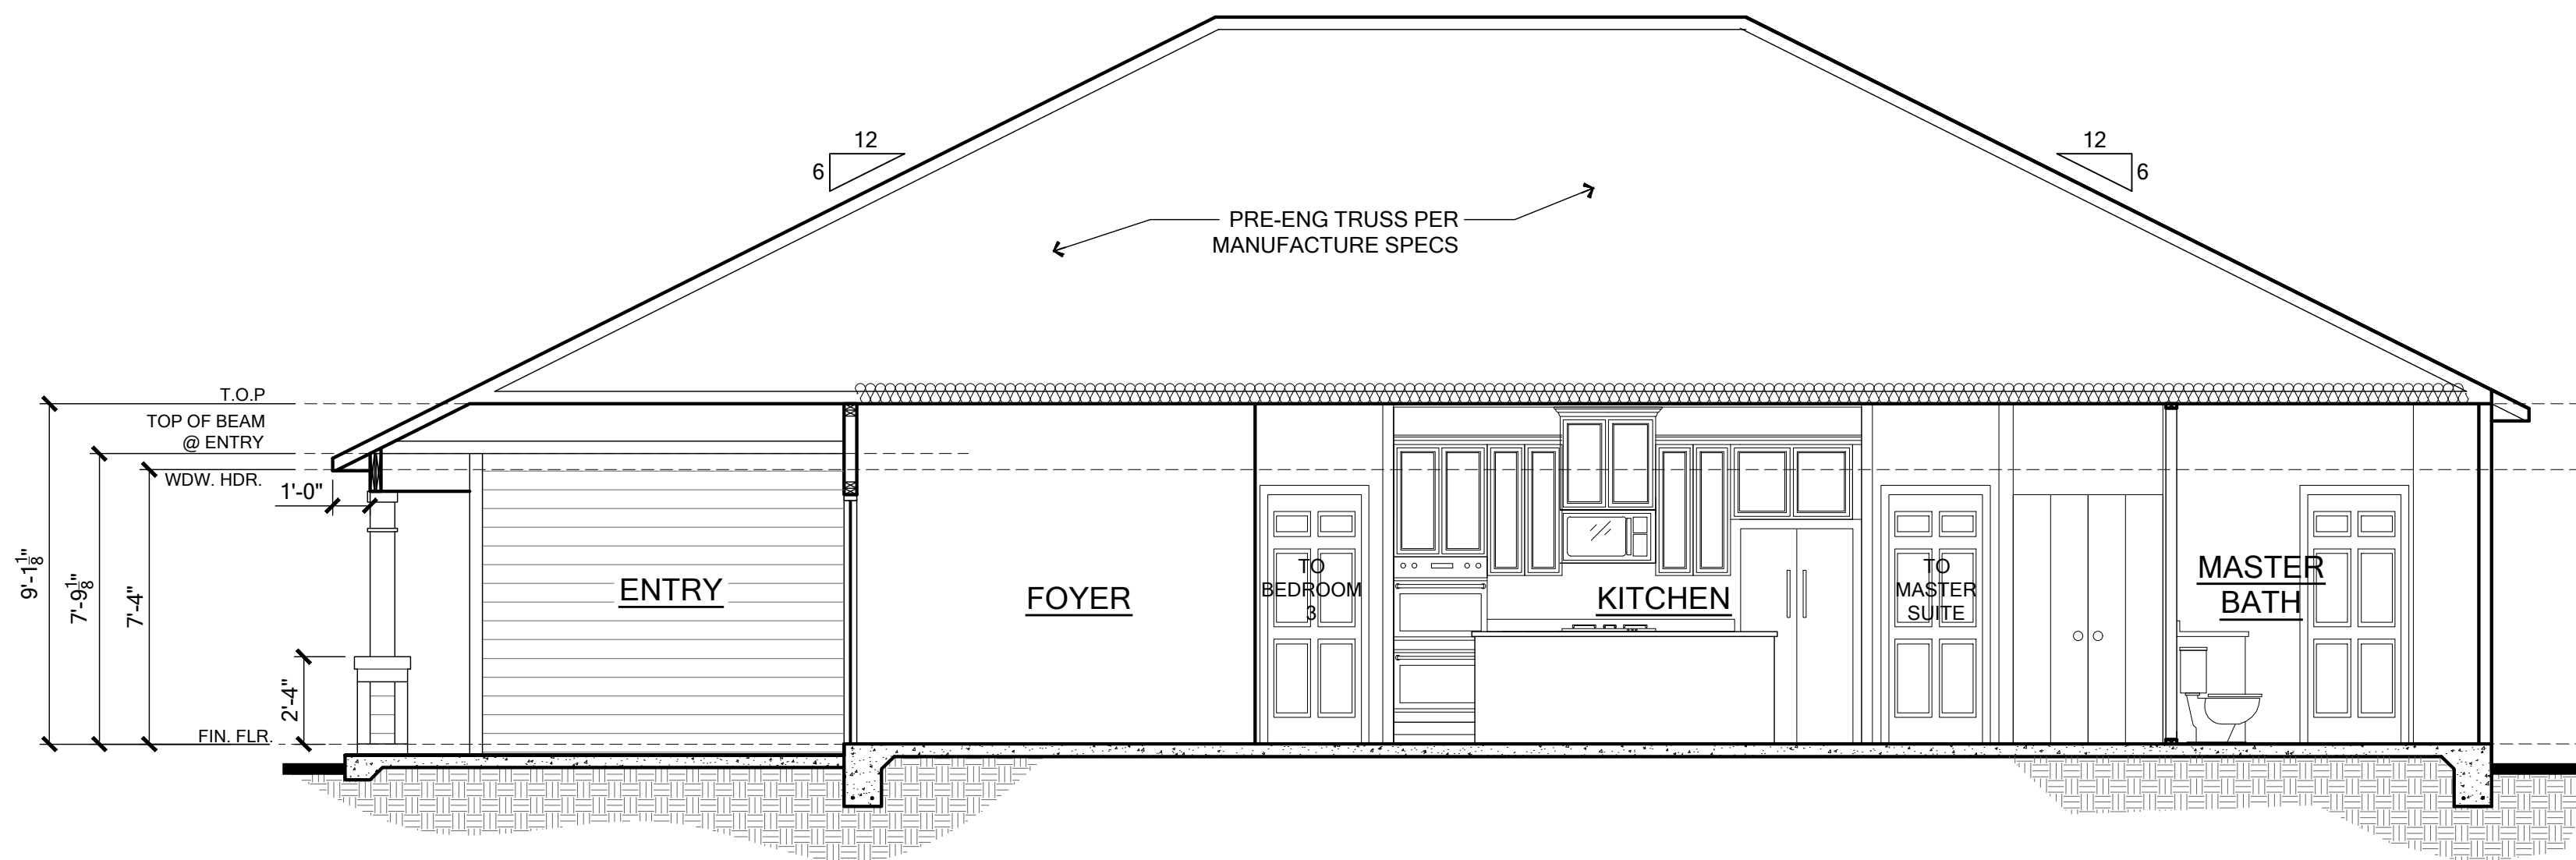 12
6
12
6
PRE-ENG TRUSS PER
MANUFACTURE SPECS
T.O.P
TOP OF BEAM
@ ENTRY
WDW. HDR.
1'-0"
9'-1 1/8"
7'-9 1/8"
7'-4"
2'-4"
FIN. FLR.
ENTRY
FOYER
TO
BEDROOM
3
KITCHEN
TO
MASTER
SUITE
MASTER
BATH